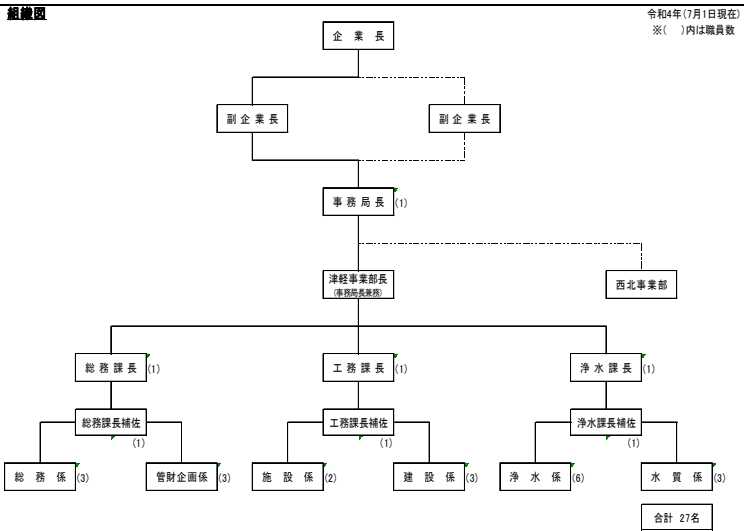 組織図
令和4年(7月1日現在)
※( )内は職員数
企業長
副企業長
副企業長
事務局長 (1)
津軽事業部長
(事務局長兼務)
西北事業部
総務課長 (1)
工務課長 (1)
浄水課長 (1)
総務課長補佐
(1)
工務課長補佐
(1)
浄水課長補佐
(1)
総務係 (3)
管財企画係 (3)
施設係 (2)
建設係 (3)
浄水係 (6)
水質係 (3)
合計 27名